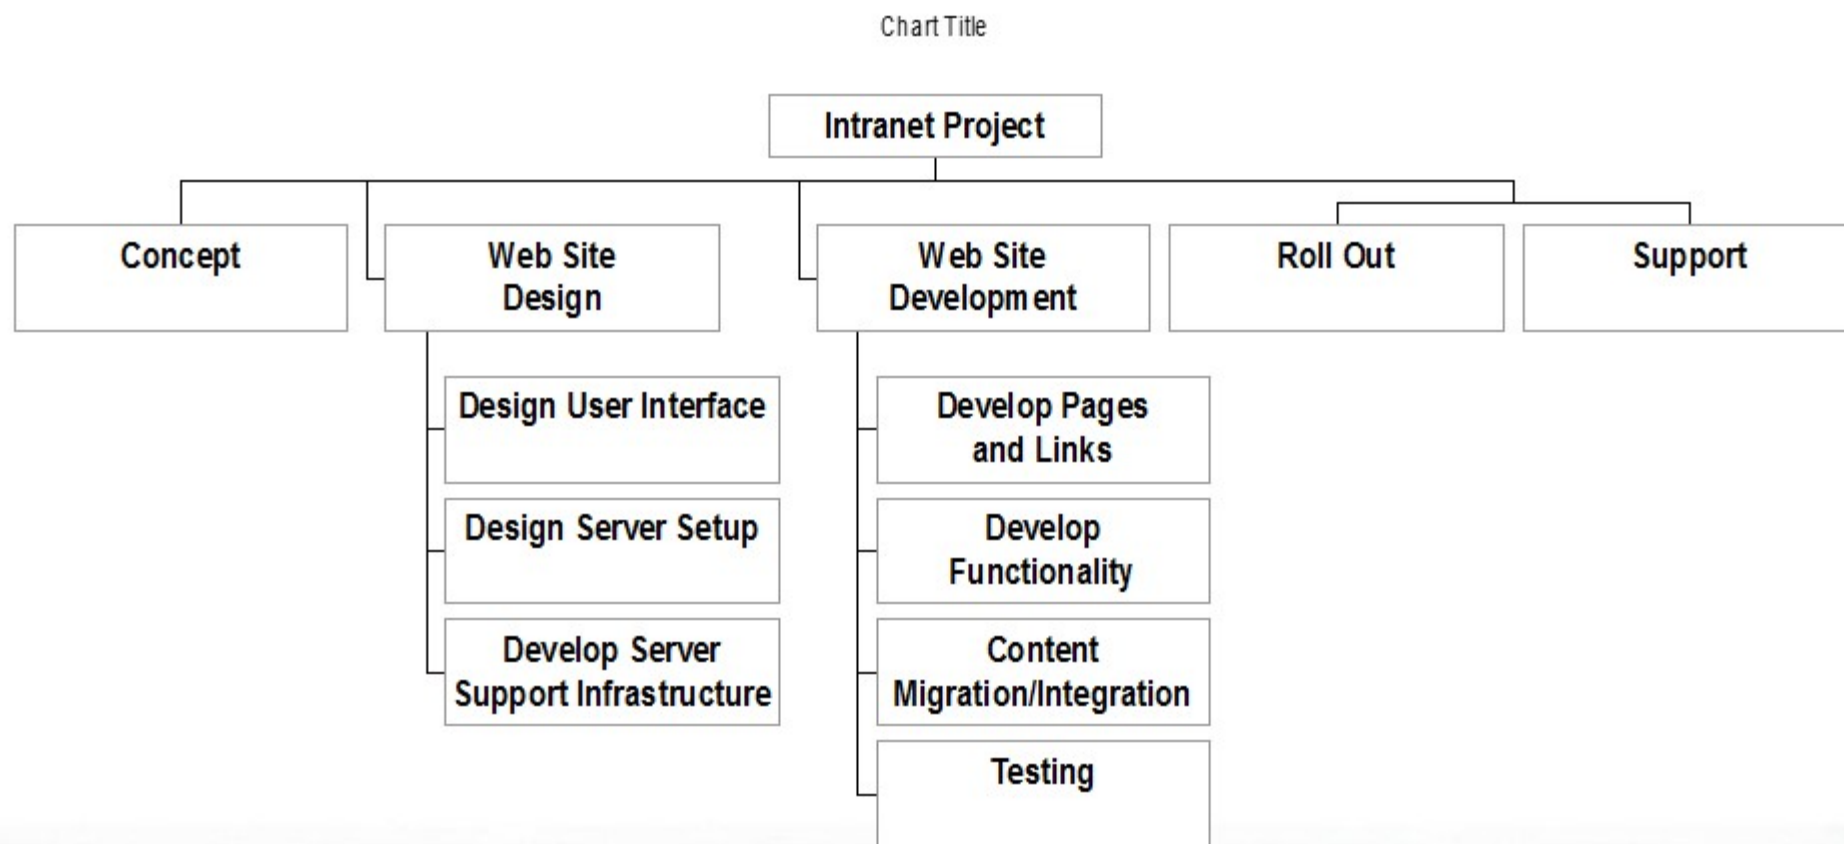 Chart Title
Intranet Project
Concept
Web Site
Design
Web Site
Development
Roll Out
Support
Design User Interface
Design Server Setup
Develop Server
Support Infrastructure
Develop Pages
and Links
Develop
Functionality
Content
Migration/Integration
Testing